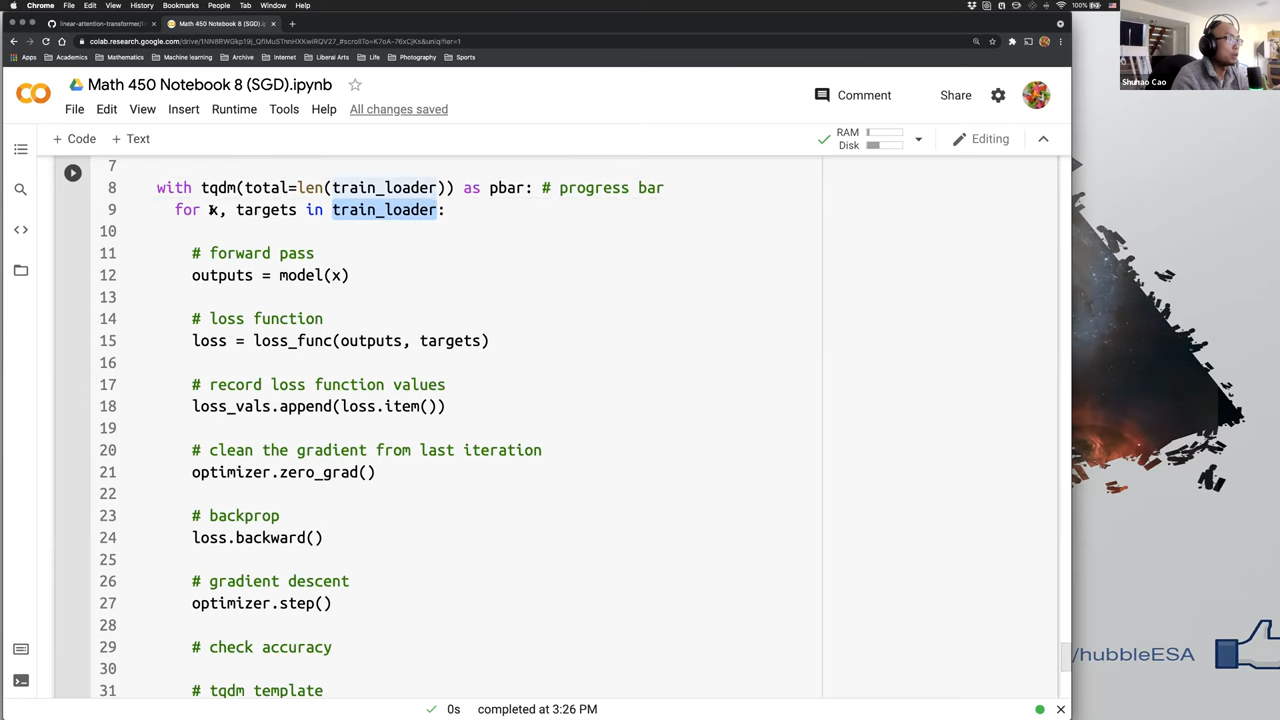 Chrome File Edit View History Bookmarks People Tab Window Help 100%
linear-attention-transformer/li Math 450 Notebook 8 (SGD).ip
colab.research.google.com/drive/1NN8RWGkp19j_QfIMuSTnnHXKwiRQV27_#scrollTo=K7oA-76xCjKs&uniqifier=1
Apps Academics Mathematics Machine learning Archive Internet Liberal Arts Life Photography Sports
Shuhao Cao
Math 450 Notebook 8 (SGD).ipynb
File Edit View Insert Runtime Tools Help All changes saved
Comment Share
+ Code + Text
RAM
Disk
Editing
7
8 with tqdm(total=len(train_loader)) as pbar: # progress bar
9 for x, targets in train_loader:
10
11 # forward pass
12 outputs = model(x)
13
14 # loss function
15 loss = loss_func(outputs, targets)
16
17 # record loss function values
18 loss_vals.append(loss.item())
19
20 # clean the gradient from last iteration
21 optimizer.zero_grad()
22
23 # backprop
24 loss.backward()
25
26 # gradient descent
27 optimizer.step()
28
29 # check accuracy
30
31 # tqdm template
0s completed at 3:26 PM
/hubbleESA